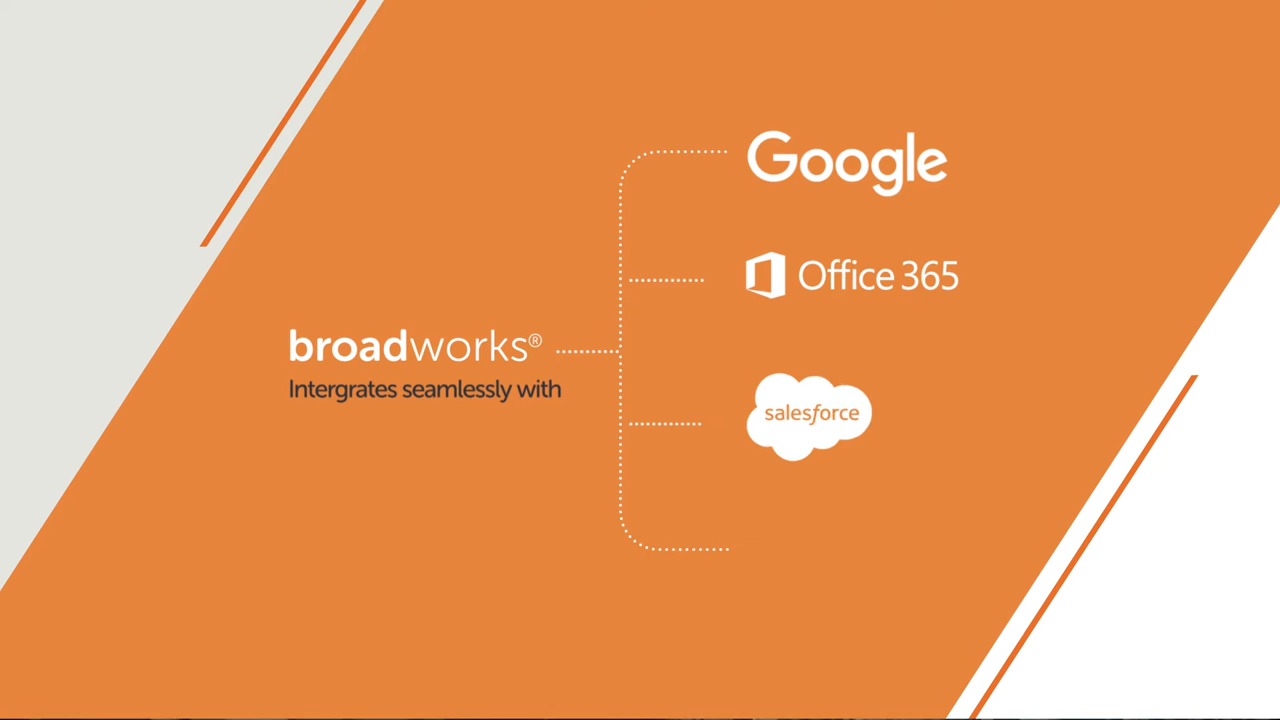 Google
Office 365
broadworks®
Intergrates seamlessly with
salesforce